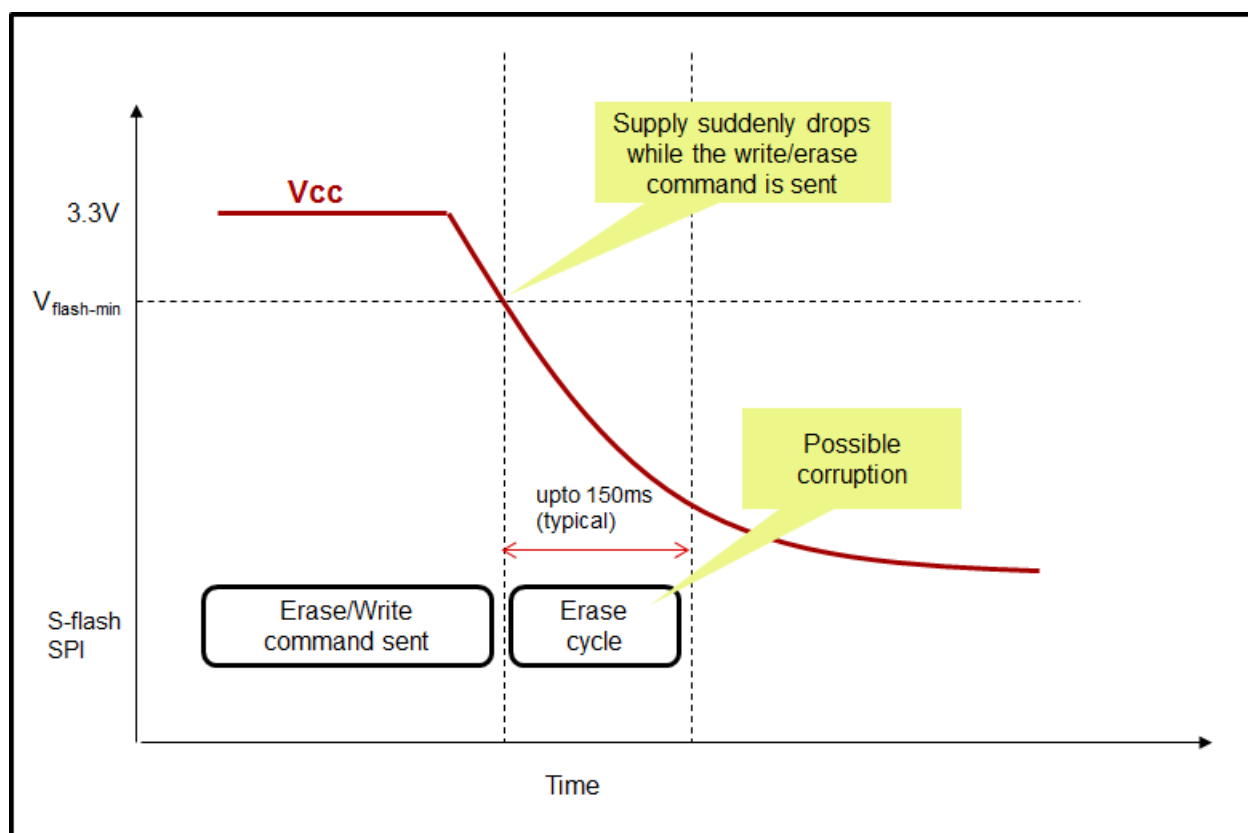 Supply suddenly drops
while the write/erase
command is sent
Vcc
3.3V
Vflash-min
Possible
corruption
upto 150ms
(typical)
Erase/Write
command sent
Erase
cycle
S-flash
SPI
Time